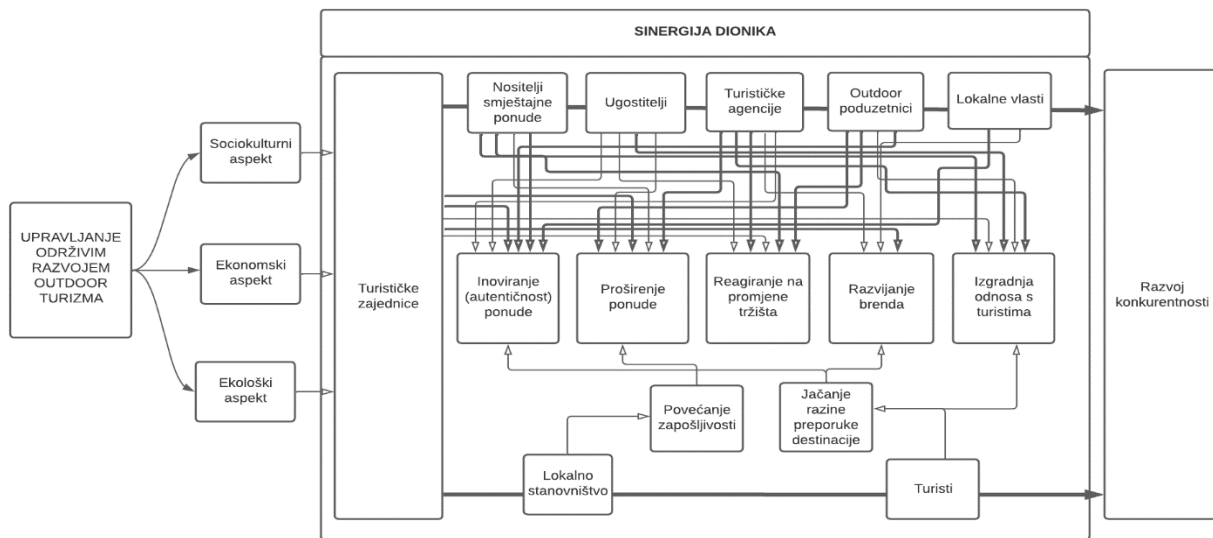 SINERGIJA DIONIKA
UPRAVLJANJE
ODRŽIVIM
RAZVOJEM
OUTDOOR
TURIZMA
Sociokulturni
aspekt
Ekonomski
aspekt
Ekološki
aspekt
Turističke
zajednice
Nositelji
smještajne
ponude
Ugostitelji
Turističke
agencije
Outdoor
poduzetnici
Lokalne vlasti
Inoviranje
(autentičnost)
ponude
Proširenje
ponude
Reagiranje na
promjene
tržišta
Razvijanje
brenda
Izgradnja
odnosa s
turistima
Povećanje
zapošljivosti
Jačanje
razine
preporuke
destinacije
Lokalno
stanovništvo
Turisti
Razvoj
konkurentnosti